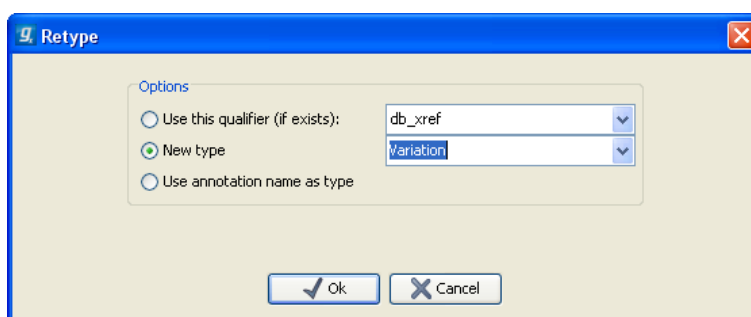 Retype
Options
Use this qualifier (if exists): db_xref
New type Variation
Use annotation name as type
Ok Cancel